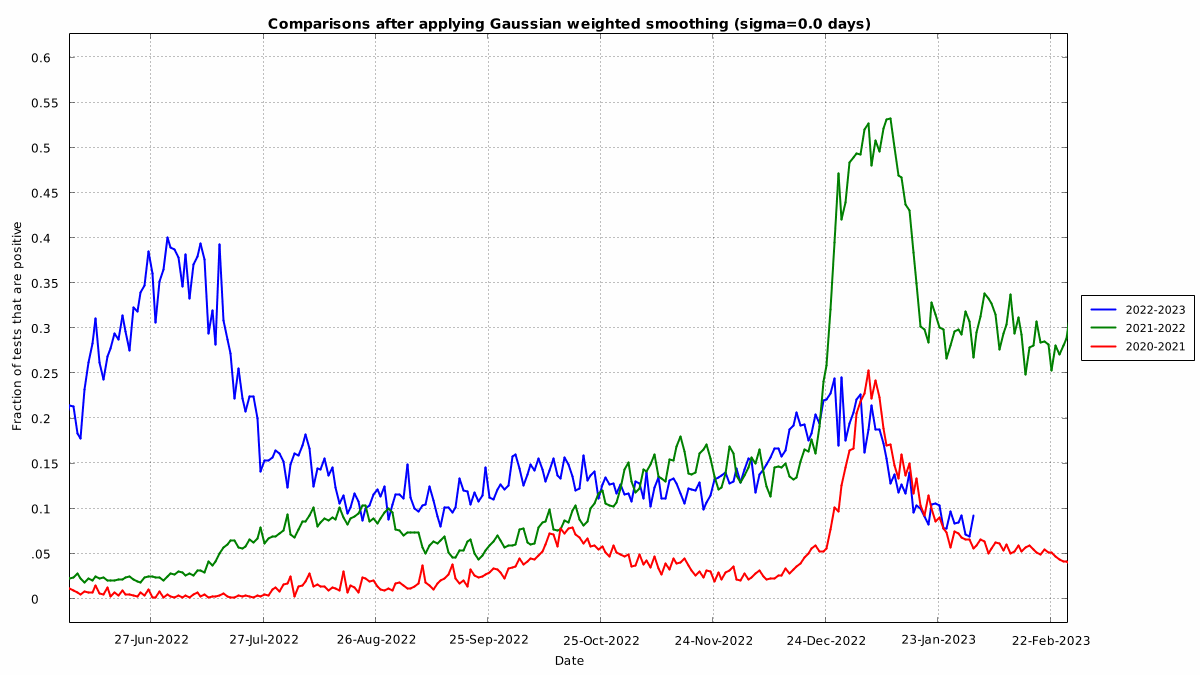 Comparisons after applying Gaussian weighted smoothing (sigma=0.0 days)
0.6
0.55
0.5
0.45
0.4
0.35
0.3
0.25
0.2
0.15
0.1
.05
0
Fraction of tests that are positive
27-Jun-2022
27-Jul-2022
26-Aug-2022
25-Sep-2022
25-Oct-2022
24-Nov-2022
24-Dec-2022
23-Jan-2023
22-Feb-2023
Date
2022-2023
2021-2022
2020-2021